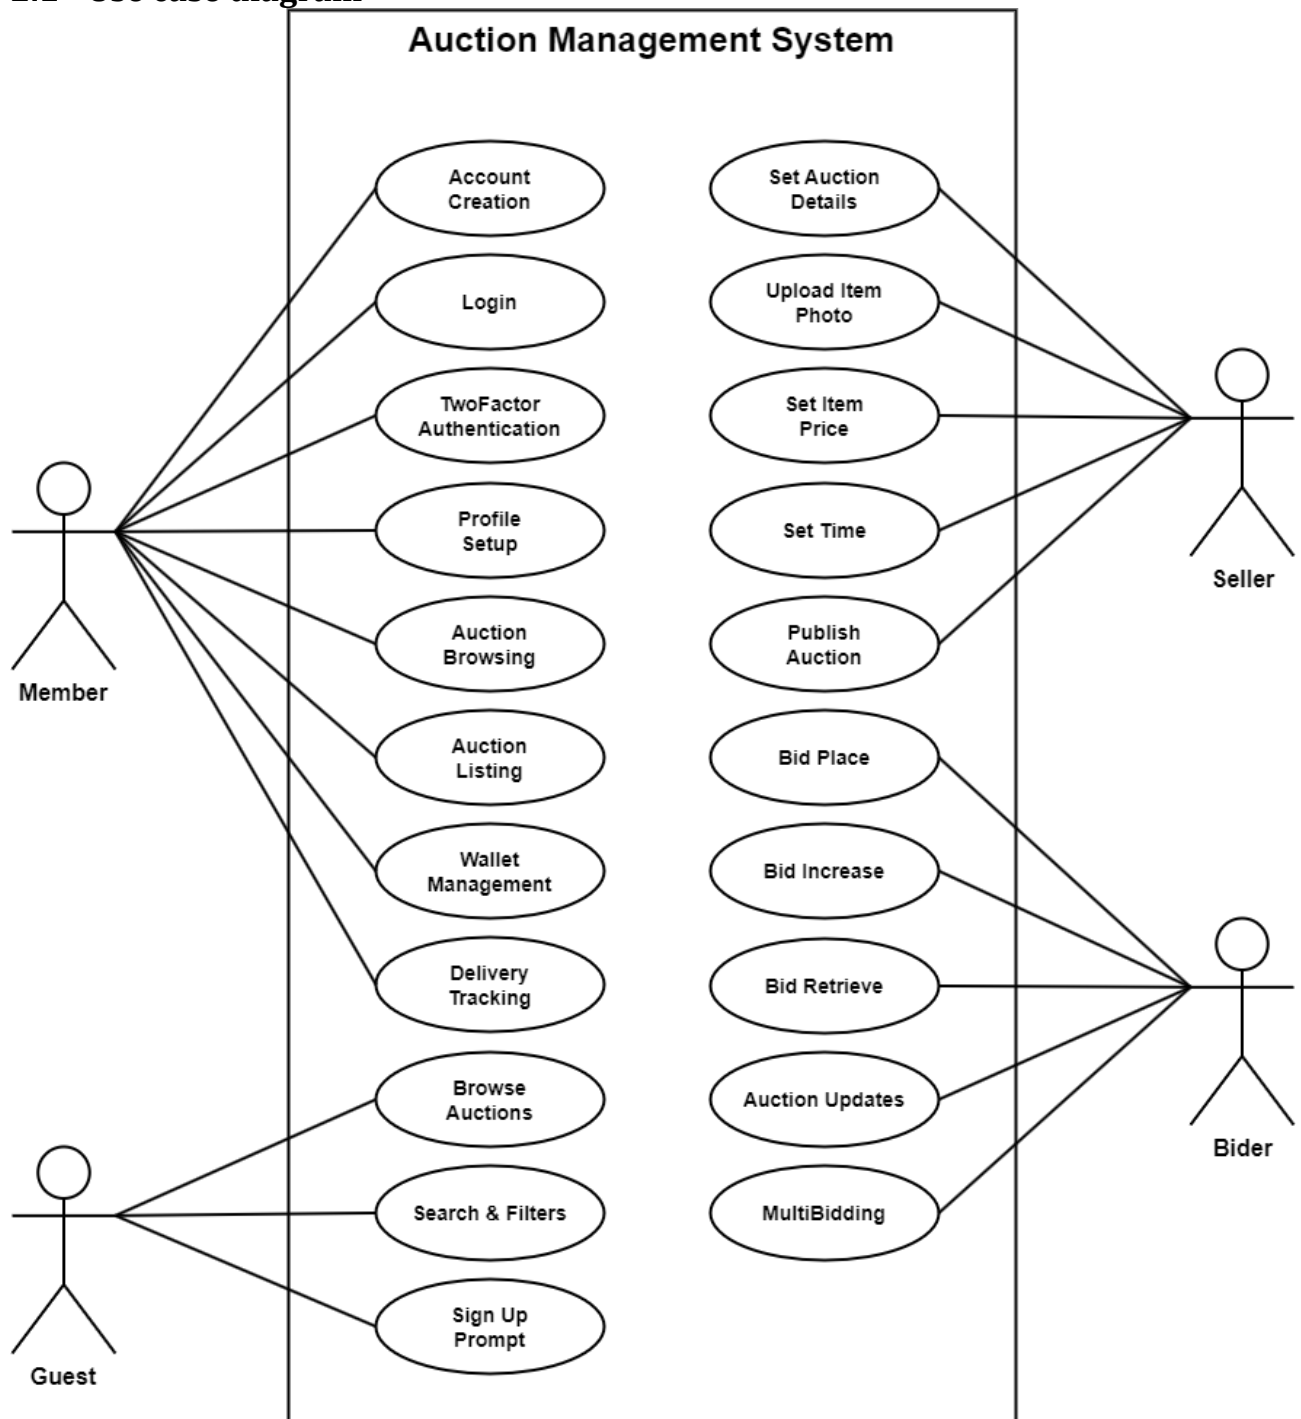 Auction Management System
Account
Creation
Login
TwoFactor
Authentication
Profile
Setup
Auction
Browsing
Auction
Listing
Wallet
Management
Delivery
Tracking
Browse
Auctions
Search & Filters
Sign Up
Prompt
Set Auction
Details
Upload Item
Photo
Set Item
Price
Set Time
Publish
Auction
Bid Place
Bid Increase
Bid Retrieve
Auction Updates
MultiBidding
Member
Guest
Seller
Bider